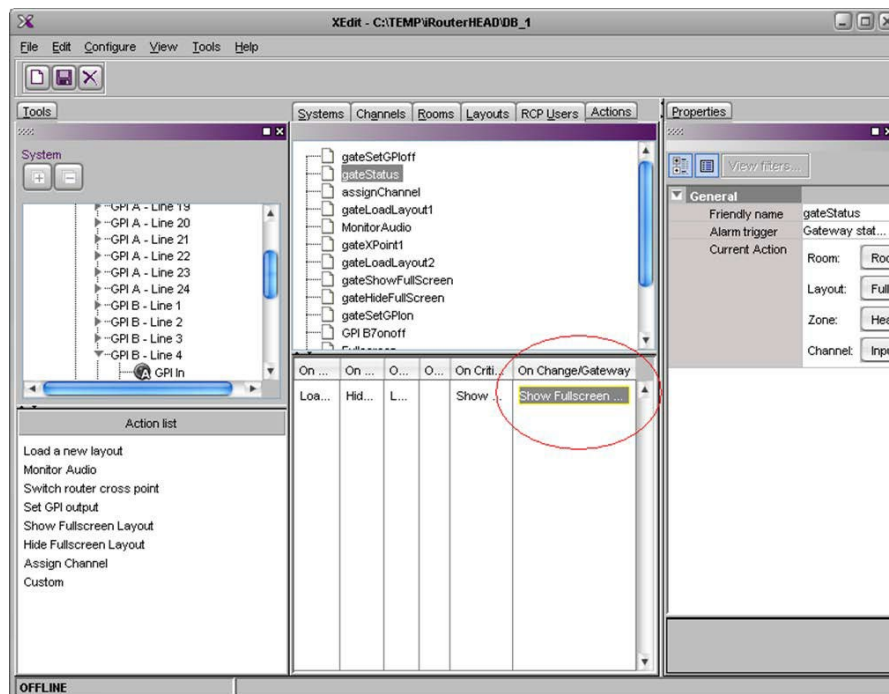 XEdit - C:\TEMP\iRouterHEAD\DB_1
File Edit Configure View Tools Help
Tools
System
GPI A - Line 19
GPI A - Line 20
GPI A - Line 21
GPI A - Line 22
GPI A - Line 23
GPI A - Line 24
GPI B - Line 1
GPI B - Line 2
GPI B - Line 3
GPI B - Line 4
GPI In
Action list
Load a new layout
Monitor Audio
Switch router cross point
Set GPI output
Show Fullscreen Layout
Hide Fullscreen Layout
Assign Channel
Custom
Systems Channels Rooms Layouts RCP Users Actions
gateSetGPIoff
gateStatus
assignChannel
gateLoadLayout1
MonitorAudio
gateXPoint1
gateLoadLayout2
gateShowFullScreen
gateHideFullScreen
gateSetGPIon
GPI B7onoff
Fullscreen
On ... On ... O... O... On Criti... On Change/Gateway
Loa... Hid... L... Show ... Show Fullscreen ...
Properties
View filters...
General
Friendly name gateStatus
Alarm trigger Gateway stat...
Current Action
Room: Roo
Layout: Full
Zone: Hea
Channel: Inpu
OFFLINE